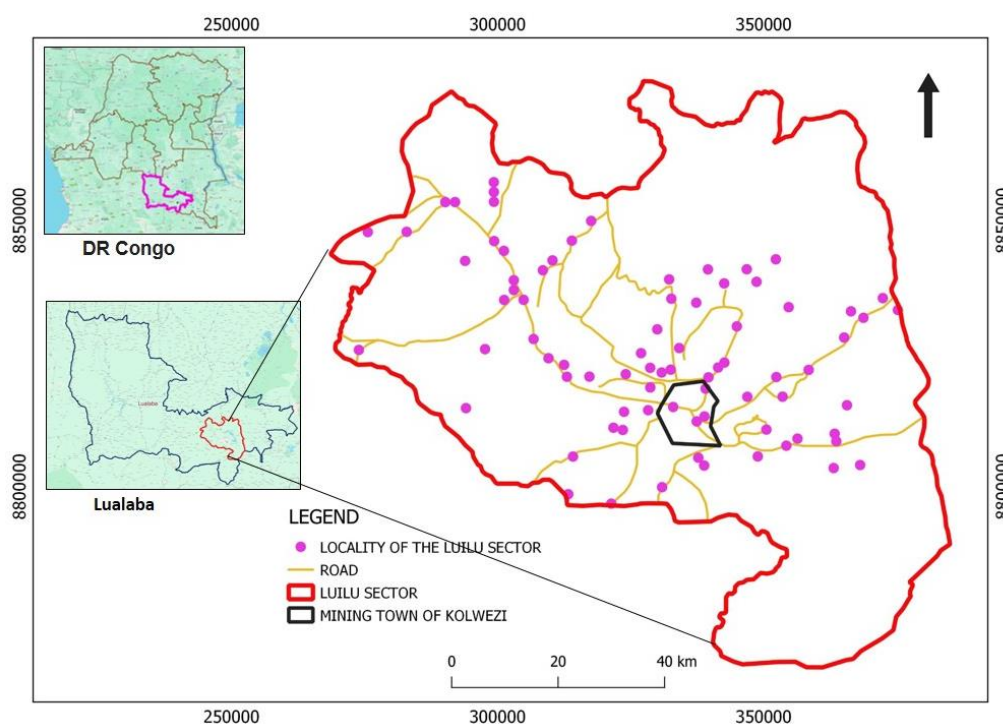 250000
300000
350000
8850000
8850000
DR Congo
Lualaba
Lualaba
8800000
8800000
LEGEND
LOCALITY OF THE LUILU SECTOR
ROAD
LUILU SECTOR
MINING TOWN OF KOLWEZI
0
20
40 km
250000
300000
350000